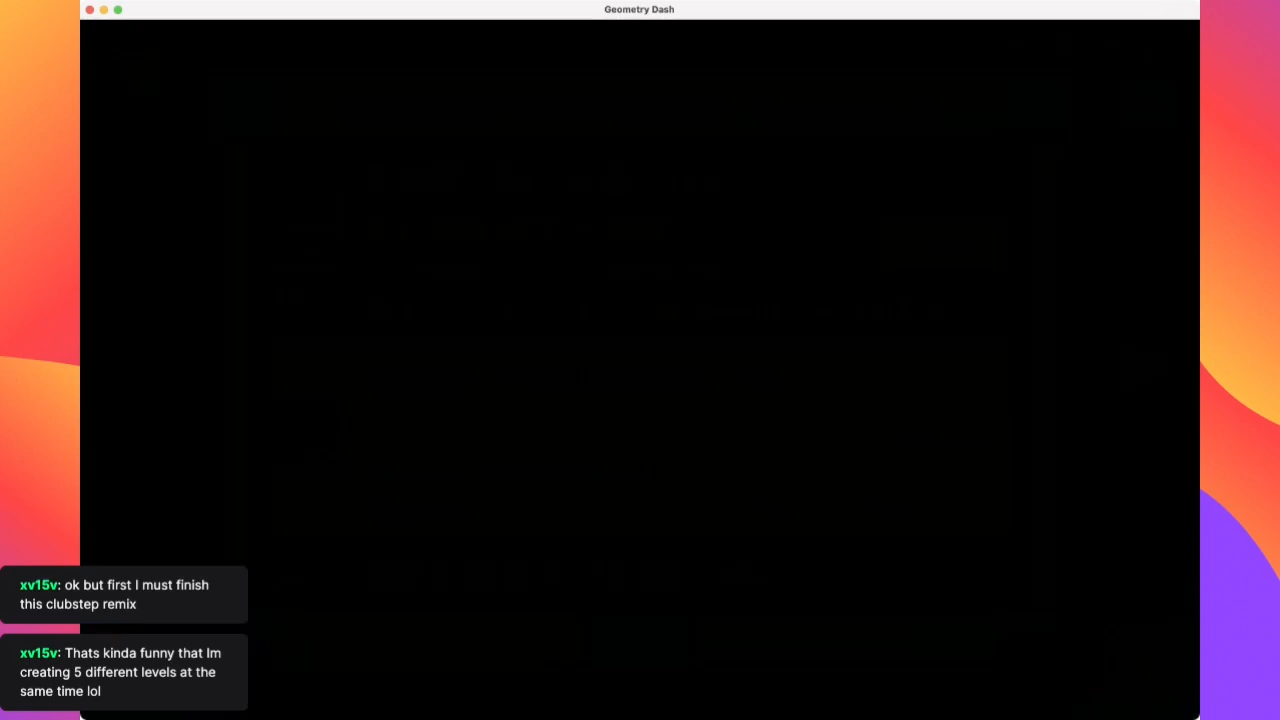 Geometry Dash
xv15v: ok but first I must finish
this clubstep remix
xv15v: Thats kinda funny that Im
creating 5 different levels at the
same time lol